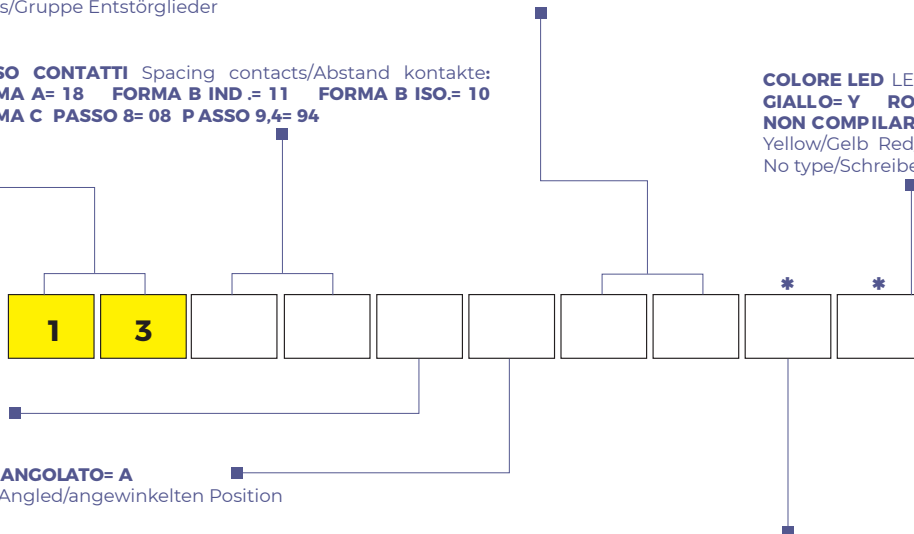 s/Gruppe Entstörglieder
SO CONTATTI Spacing contacts/Abstand kontakte:
MA A= 18 FORMA B IND .= 11 FORMA B ISO.= 10
MA C PASSO 8= 08 P ASSO 9,4= 94
COLORE LED LE
GIALLO= Y RO
NON COMPILAR
Yellow/Gelb Red
No type/Schreibe
* *
1 3
ANGOLATO= A
Angled/angewinkelten Position